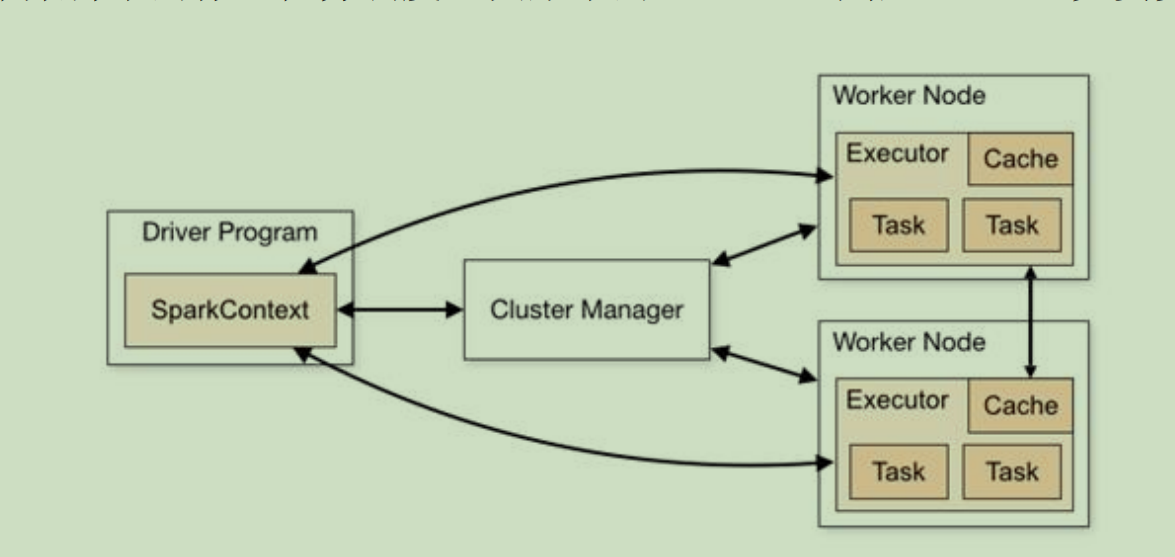 Worker Node
Executor
Cache
Task
Task
Driver Program
SparkContext
Cluster Manager
Worker Node
Executor
Cache
Task
Task